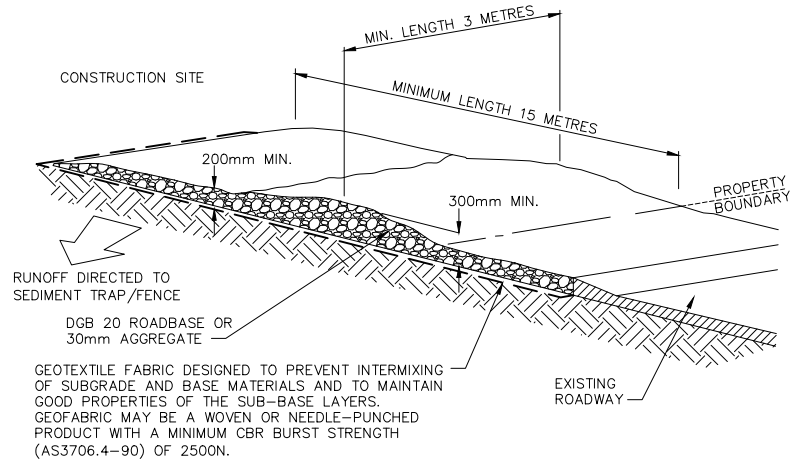 MIN. LENGTH 3 METRES
CONSTRUCTION SITE
MINIMUM LENGTH 15 METRES
200mm MIN.
300mm MIN.
PROPERTY
BOUNDARY
RUNOFF DIRECTED TO
SEDIMENT TRAP/FENCE
DGB 20 ROADBASE OR
30mm AGGREGATE
GEOTEXTILE FABRIC DESIGNED TO PREVENT INTERMIXING
OF SUBGRADE AND BASE MATERIALS AND TO MAINTAIN
GOOD PROPERTIES OF THE SUB-BASE LAYERS.
GEOFABRIC MAY BE A WOVEN OR NEEDLE-PUNCHED
PRODUCT WITH A MINIMUM CBR BURST STRENGTH
(AS3706.4-90) OF 2500N.
EXISTING
ROADWAY